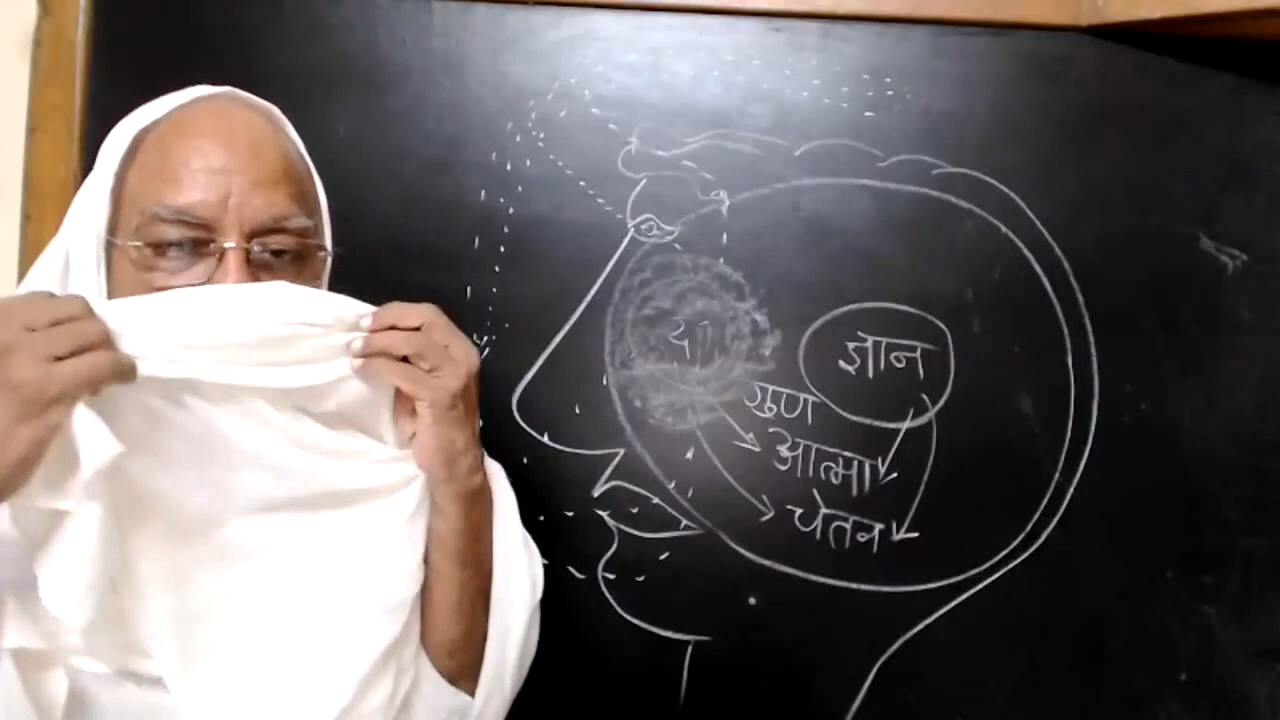 ज्ञान
गुण
आत्मा
चेतन